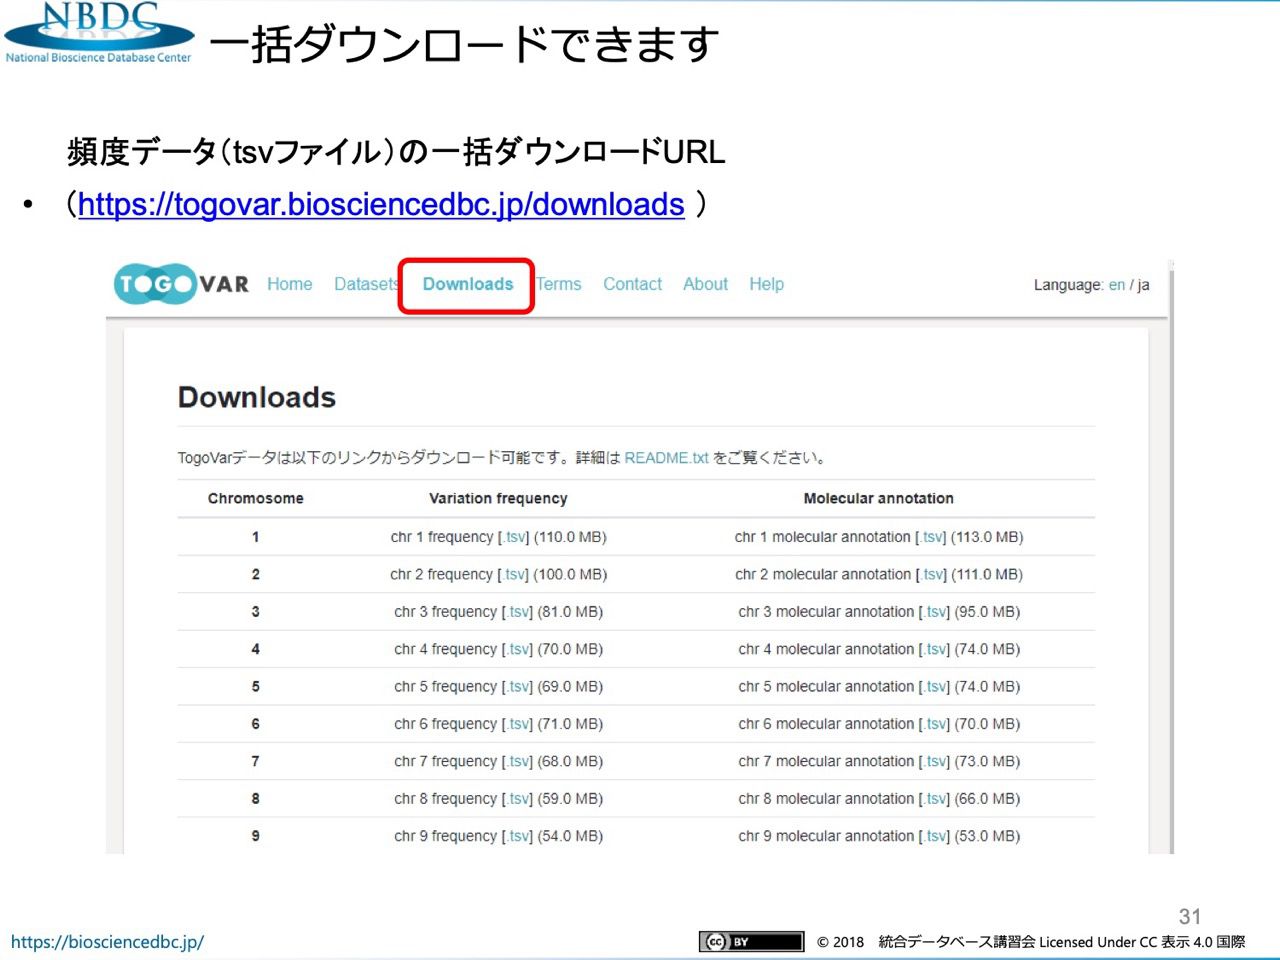 NBDC
National Bioscience Database Center
一括ダウンロードできます
頻度データ（tsvファイル）の一括ダウンロードURL
• （https://togovar.biosciencedbc.jp/downloads ）
TOGOVAR Home Datasets Downloads Terms Contact About Help Language: en / ja
Downloads
TogoVarデータは以下のリンクからダウンロード可能です。詳細は README.txt をご覧ください。
Chromosome Variation frequency Molecular annotation
1 chr 1 frequency [.tsv] (110.0 MB) chr 1 molecular annotation [.tsv] (113.0 MB)
2 chr 2 frequency [.tsv] (100.0 MB) chr 2 molecular annotation [.tsv] (111.0 MB)
3 chr 3 frequency [.tsv] (81.0 MB) chr 3 molecular annotation [.tsv] (95.0 MB)
4 chr 4 frequency [.tsv] (70.0 MB) chr 4 molecular annotation [.tsv] (74.0 MB)
5 chr 5 frequency [.tsv] (69.0 MB) chr 5 molecular annotation [.tsv] (74.0 MB)
6 chr 6 frequency [.tsv] (71.0 MB) chr 6 molecular annotation [.tsv] (70.0 MB)
7 chr 7 frequency [.tsv] (68.0 MB) chr 7 molecular annotation [.tsv] (73.0 MB)
8 chr 8 frequency [.tsv] (59.0 MB) chr 8 molecular annotation [.tsv] (66.0 MB)
9 chr 9 frequency [.tsv] (54.0 MB) chr 9 molecular annotation [.tsv] (53.0 MB)
31
https://biosciencedbc.jp/
cc BY © 2018 統合データベース講習会 Licensed Under CC 表示 4.0 国際